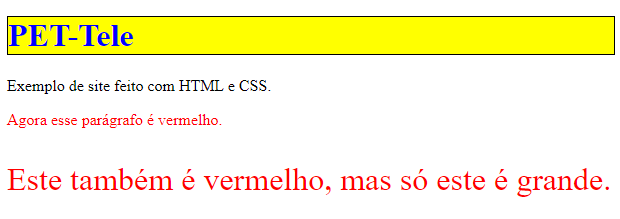 PET-Tele
Exemplo de site feito com HTML e CSS.
Agora esse parágrafo é vermelho.
Este também é vermelho, mas só este é grande.